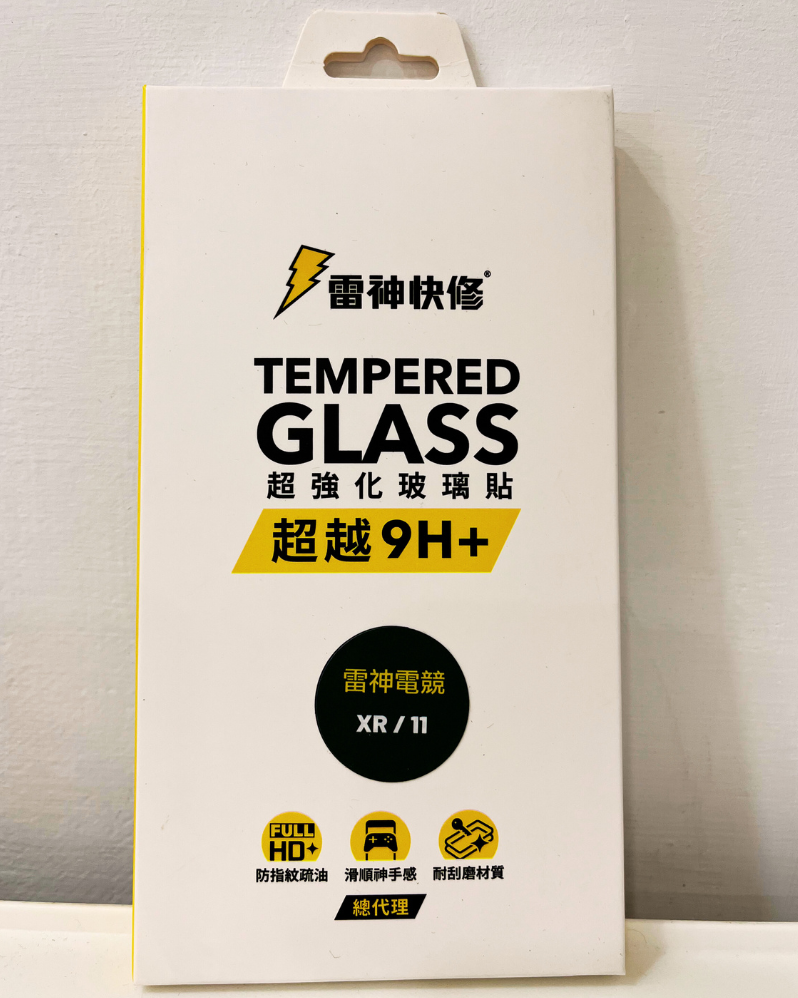 雷神快修®
TEMPERED
GLASS
超強化玻璃貼
超越9H+
雷神電競
XR / 11
FULL
HD+
防指紋疏油 滑順神手感 耐刮磨材質
總代理